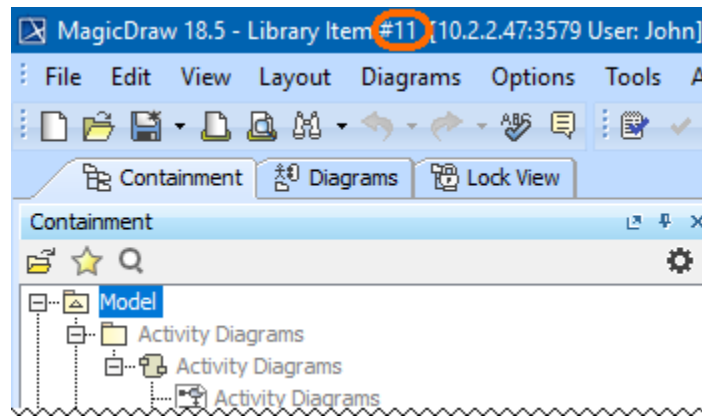 MagicDraw 18.5 - Library Item #11 [10.2.2.47:3579 User: John]
File Edit View Layout Diagrams Options Tools A
ABC
Containment Diagrams Lock View
Containment
Model
Activity Diagrams
Activity Diagrams
Activity Diagrams